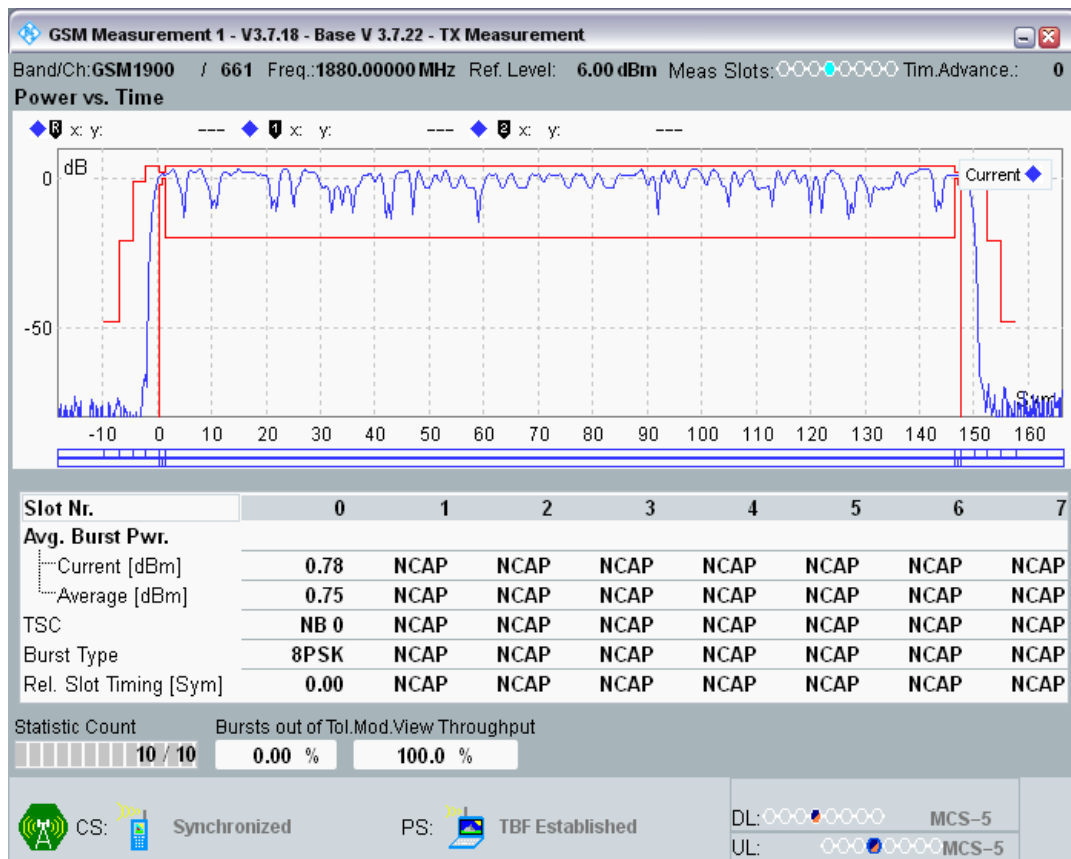 GSM Measurement 1 - V3.7.18 - Base V 3.7.22 - TX Measurement
Band/Ch:GSM1900 / 661 Freq.:1880.00000 MHz Ref. Level: 6.00 dBm Meas Slots: Tim.Advance.: 0
Power vs. Time
R x: y: --- 1 x: y: --- 2 x: y: ---
dB
0
Current
-50
Sym
-10 0 10 20 30 40 50 60 70 80 90 100 110 120 130 140 150 160
Slot Nr. 0 1 2 3 4 5 6 7
Avg. Burst Pwr.
Current [dBm] 0.78 NCAP NCAP NCAP NCAP NCAP NCAP NCAP
Average [dBm] 0.75 NCAP NCAP NCAP NCAP NCAP NCAP NCAP
TSC NB 0 NCAP NCAP NCAP NCAP NCAP NCAP NCAP
Burst Type 8PSK NCAP NCAP NCAP NCAP NCAP NCAP NCAP
Rel. Slot Timing [Sym] 0.00 NCAP NCAP NCAP NCAP NCAP NCAP NCAP
Statistic Count Bursts out of Tol.Mod.View Throughput
10 / 10 0.00 % 100.0 %
CS: Synchronized PS: TBF Established
DL: MCS-5
UL: MCS-5